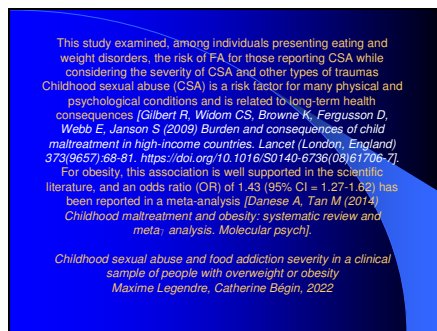 This study examined, among individuals presenting eating and
weight disorders, the risk of FA for those reporting CSA while
considering the severity of CSA and other types of traumas
Childhood sexual abuse (CSA) is a risk factor for many physical and
psychological conditions and is related to long-term health
consequences [Gilbert R, Widom CS, Browne K, Fergusson D,
Webb E, Janson S (2009) Burden and consequences of child
maltreatment in high-income countries. Lancet (London, England)
373(9657):68-81. https://doi.org/10.1016/S0140-6736(08)61706-7].
For obesity, this association is well supported in the scientific
literature, and an odds ratio (OR) of 1.43 (95% CI = 1.27-1.62) has
been reported in a meta-analysis [Danese A, Tan M (2014)
Childhood maltreatment and obesity: systematic review and
meta7 analysis. Molecular psych].
Childhood sexual abuse and food addiction severity in a clinical
sample of people with overweight or obesity
Maxime Legendre, Catherine Bégin, 2022